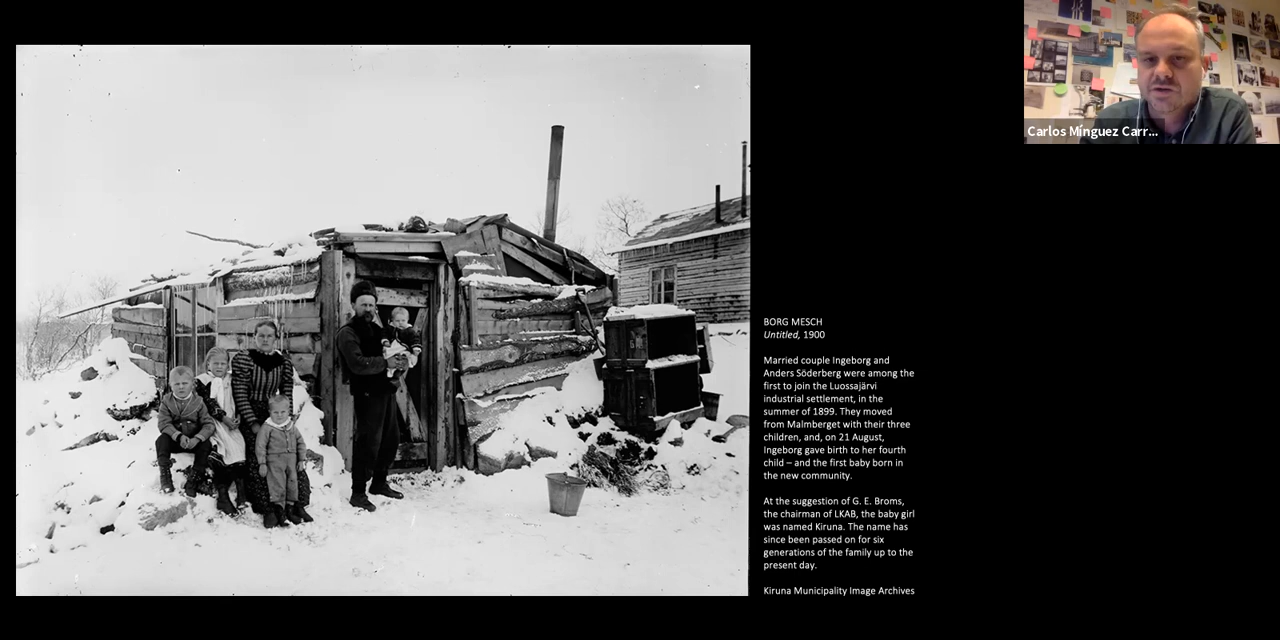 Carlos Mínguez Carr...
BORG MESCH
Untitled, 1900
Married couple Ingeborg and
Anders Söderberg were among the
first to join the Luossajärvi
industrial settlement, in the
summer of 1899. They moved
from Malmberget with their three
children, and, on 21 August,
Ingeborg gave birth to her fourth
child – and the first baby born in
the new community.
At the suggestion of G. E. Broms,
the chairman of LKAB, the baby girl
was named Kiruna. The name has
since been passed on for six
generations of the family up to the
present day.
Kiruna Municipality Image Archives